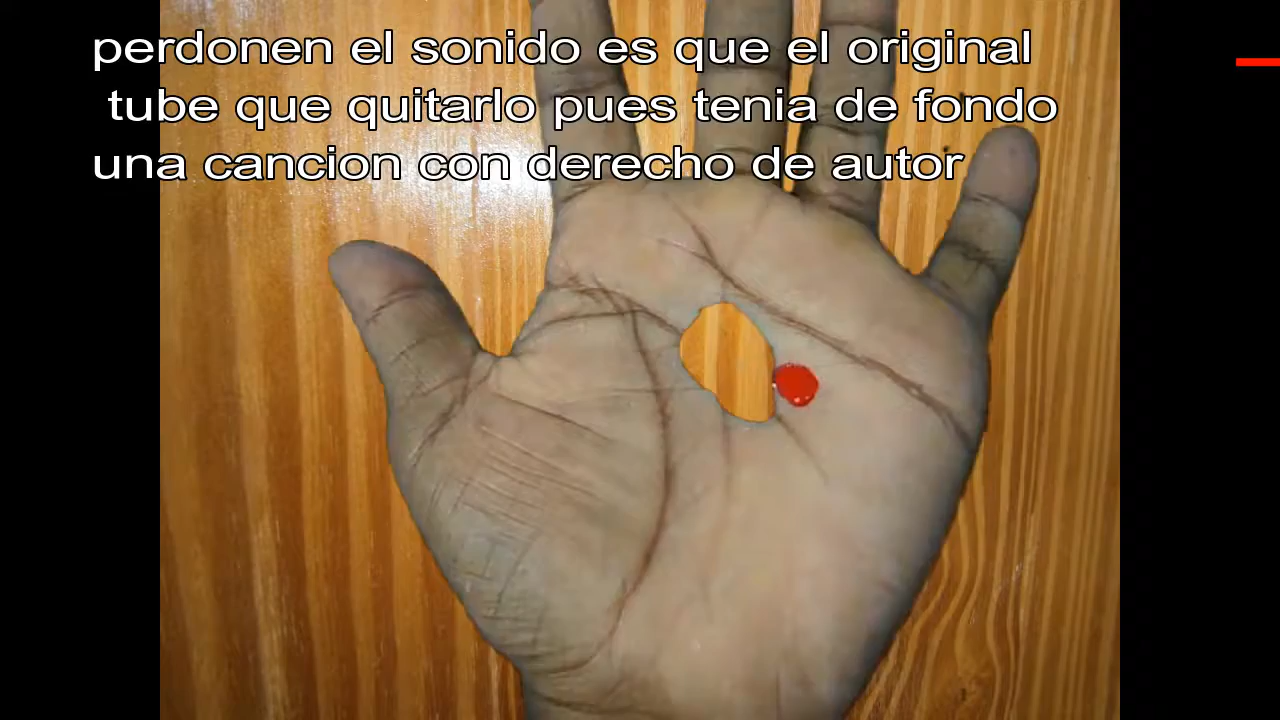 perdonen el sonido es que el original
tube que quitarlo pues tenia de fondo
una cancion con derecho de autor